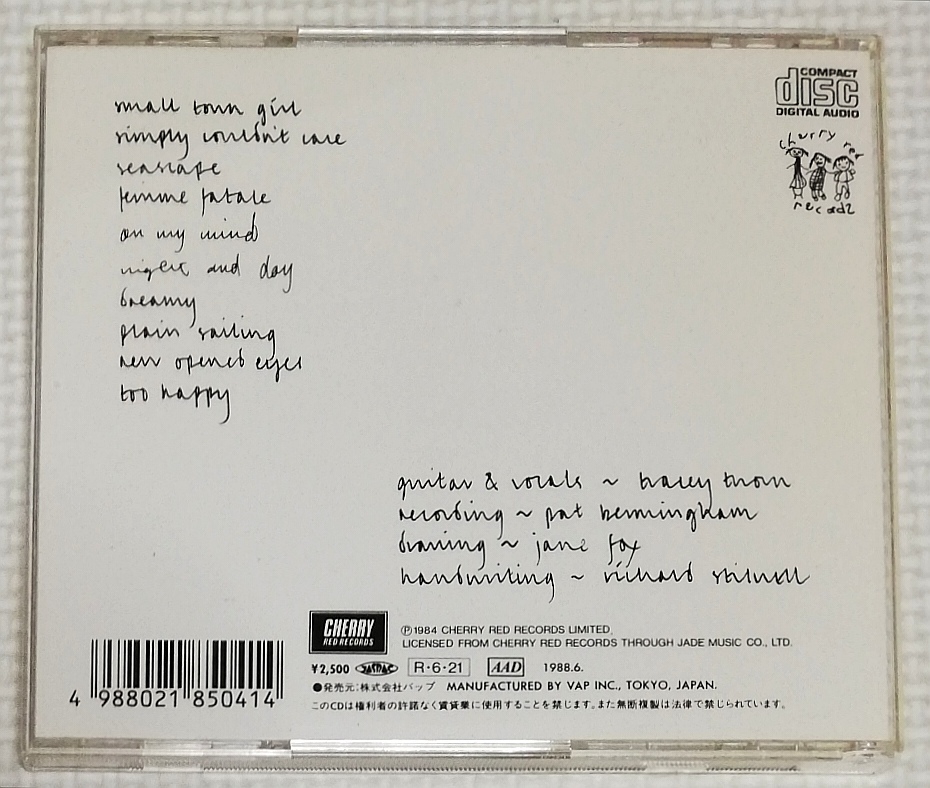 small town girl
simply couldn't care
seascape
femme fatale
on my mind
night and day
dreamy
plain sailing
new opened eyes
too happy
COMPACT
disc
DIGITAL AUDIO
cherry red
records
guitar & vocals ~ tracey thorn
recording ~ pat bermingham
drawing ~ jane fox
handwriting ~ richard stilwell
CHERRY
RED RECORDS
Ⓟ1984 CHERRY RED RECORDS LIMITED.
LICENSED FROM CHERRY RED RECORDS THROUGH JADE MUSIC CO., LTD.
¥2,500 JASRAC R-6-21 AAD 1988.6.
●発売元:株式会社バップ MANUFACTURED BY VAP INC., TOKYO, JAPAN.
このCDは権利者の許諾なく賃貸業に使用することを禁じます。また無断複製は法律で禁じられています。
4 988021 850414